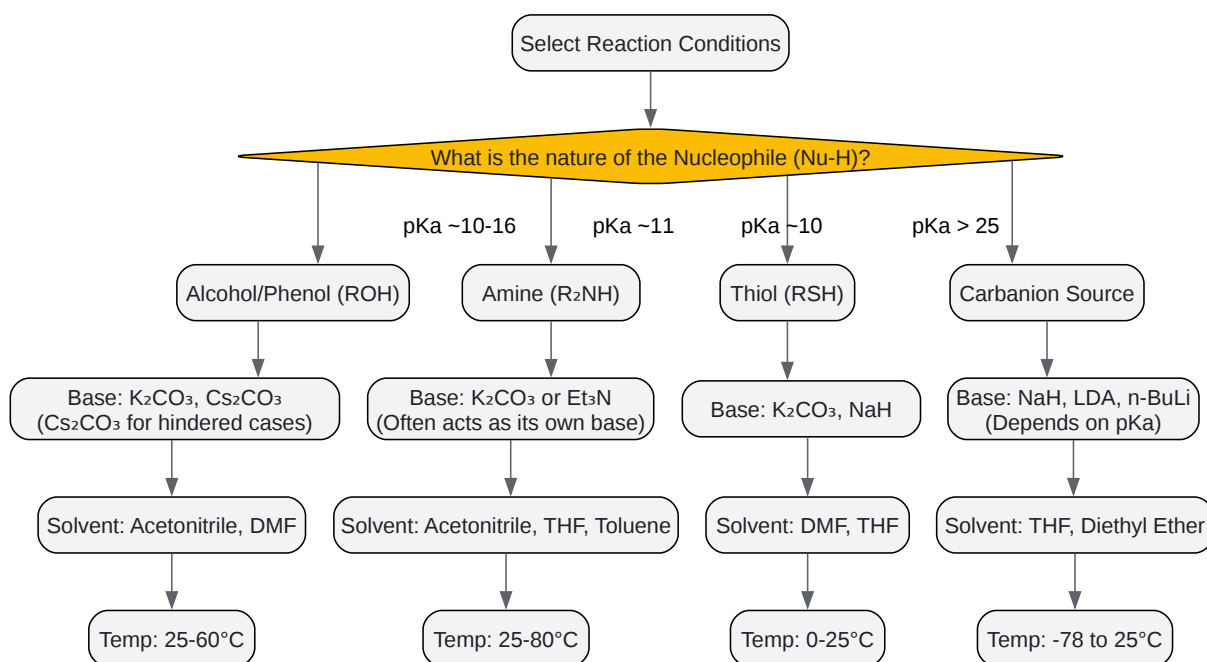 Select Reaction Conditions
What is the nature of the Nucleophile (Nu-H)?
pKa ~10-16
pKa ~11
pKa ~10
pKa > 25
Alcohol/Phenol (ROH)
Amine (R₂NH)
Thiol (RSH)
Carbanion Source
Base: K₂CO₃, Cs₂CO₃
(Cs₂CO₃ for hindered cases)
Base: K₂CO₃ or Et₃N
(Often acts as its own base)
Base: K₂CO₃, NaH
Base: NaH, LDA, n-BuLi
(Depends on pKa)
Solvent: Acetonitrile, DMF
Solvent: Acetonitrile, THF, Toluene
Solvent: DMF, THF
Solvent: THF, Diethyl Ether
Temp: 25-60°C
Temp: 25-80°C
Temp: 0-25°C
Temp: -78 to 25°C